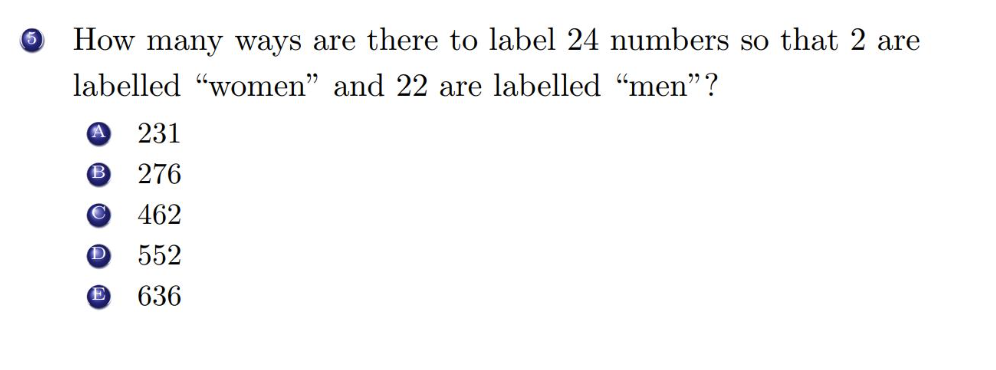 5 How many ways are there to label 24 numbers so that 2 are
labelled “women” and 22 are labelled “men”?
A 231
B 276
C 462
D 552
E 636